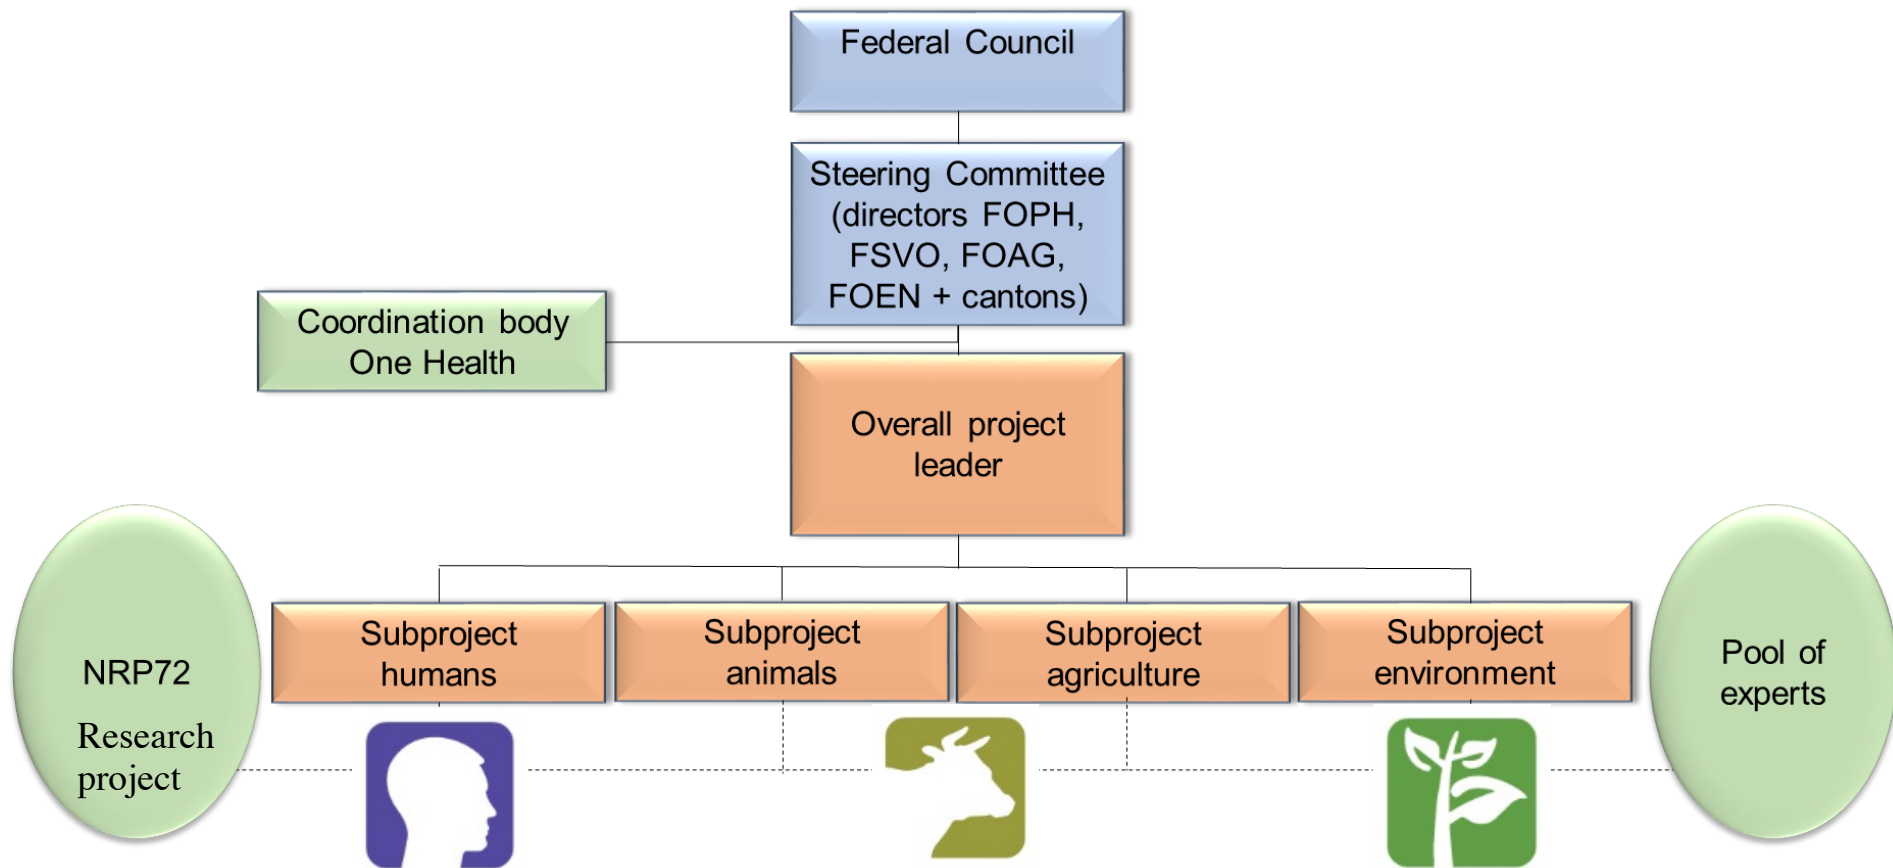 Federal Council
Steering Committee
(directors FOPH,
FSVO, FOAG,
FOEN + cantons)
Coordination body
One Health
Overall project
leader
NRP72
Research
project
Subproject
humans
Subproject
animals
Subproject
agriculture
Subproject
environment
Pool of
experts